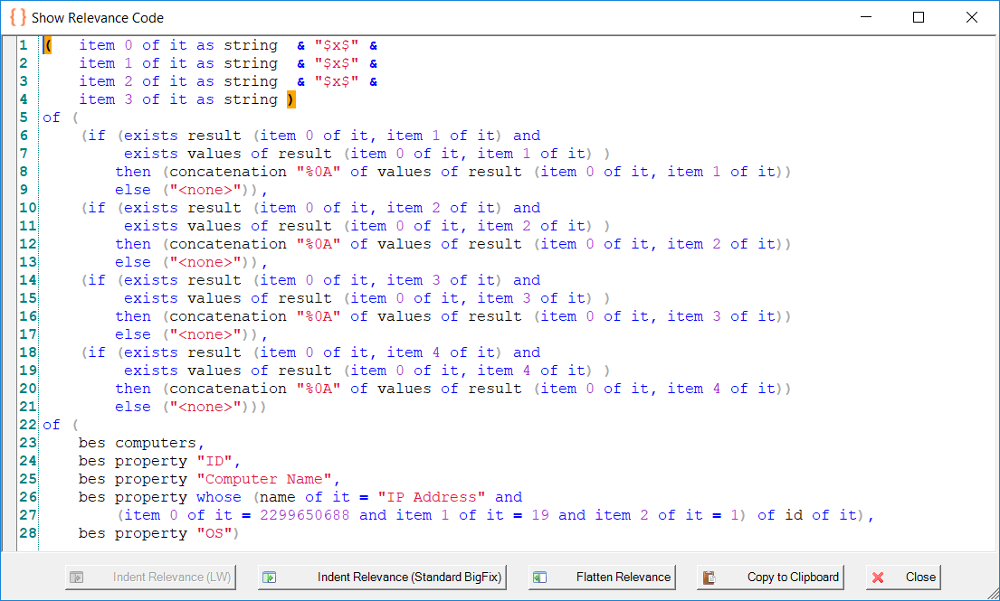 { } Show Relevance Code
1 (   item 0 of it as string  & "$x$" &
2     item 1 of it as string  & "$x$" &
3     item 2 of it as string  & "$x$" &
4     item 3 of it as string )
5 of (
6     (if (exists result (item 0 of it, item 1 of it) and
7          exists values of result (item 0 of it, item 1 of it) )
8         then (concatenation "%0A" of values of result (item 0 of it, item 1 of it))
9         else ("<none>")),
10     (if (exists result (item 0 of it, item 2 of it) and
11          exists values of result (item 0 of it, item 2 of it) )
12         then (concatenation "%0A" of values of result (item 0 of it, item 2 of it))
13         else ("<none>")),
14     (if (exists result (item 0 of it, item 3 of it) and
15          exists values of result (item 0 of it, item 3 of it) )
16         then (concatenation "%0A" of values of result (item 0 of it, item 3 of it))
17         else ("<none>")),
18     (if (exists result (item 0 of it, item 4 of it) and
19          exists values of result (item 0 of it, item 4 of it) )
20         then (concatenation "%0A" of values of result (item 0 of it, item 4 of it))
21         else ("<none>")))
22 of (
23     bes computers,
24     bes property "ID",
25     bes property "Computer Name",
26     bes property whose (name of it = "IP Address" and
27         (item 0 of it = 2299650688 and item 1 of it = 19 and item 2 of it = 1) of id of it),
28     bes property "OS")
Indent Relevance (LW) Indent Relevance (Standard BigFix) Flatten Relevance Copy to Clipboard Close